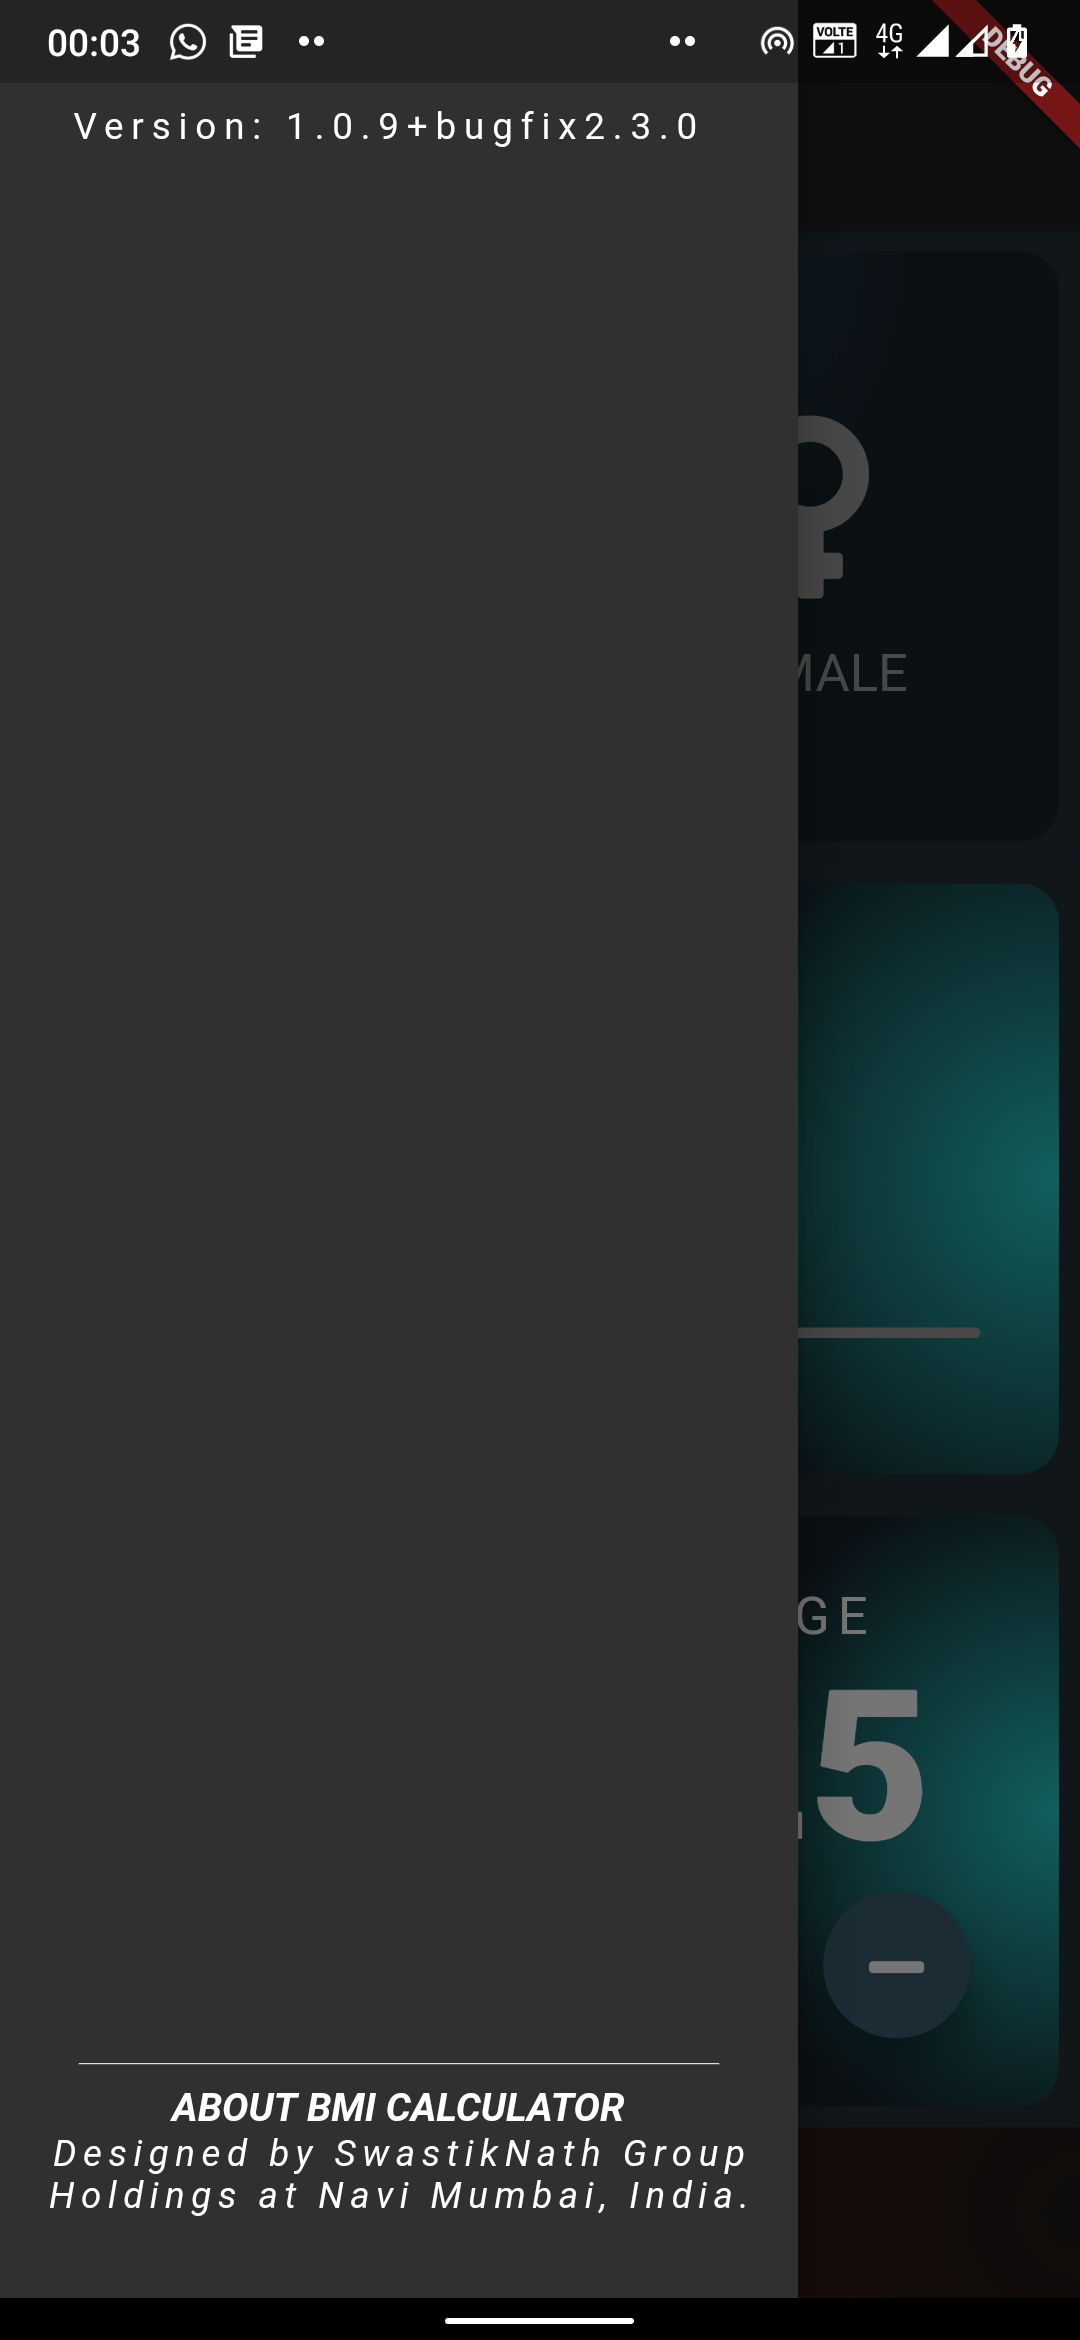 00:03 VOLTE 1 4G
DEBUG
Version: 1.0.9+bugfix2.3.0
MALE
GE
5
ABOUT BMI CALCULATOR
Designed by SwastikNath Group
Holdings at Navi Mumbai, India.